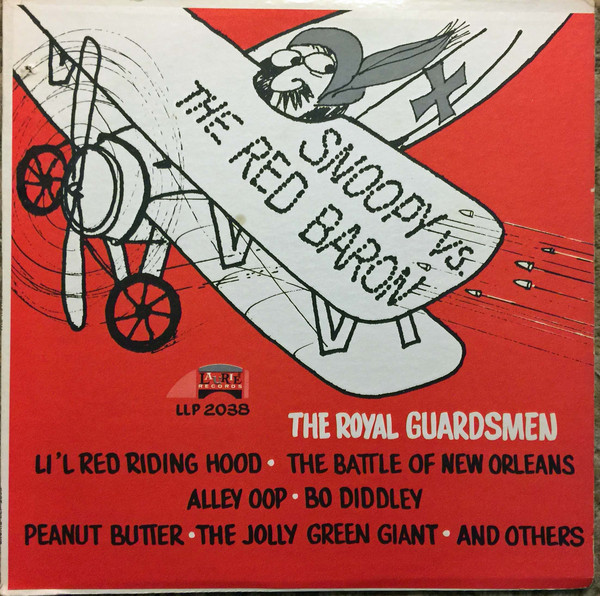 SNOOPY vs.
THE RED BARON
LAURIE
RECORDS
LLP 2038
THE ROYAL GUARDSMEN
LI'L RED RIDING HOOD • THE BATTLE OF NEW ORLEANS
ALLEY OOP • BO DIDDLEY
PEANUT BUTTER • THE JOLLY GREEN GIANT • AND OTHERS